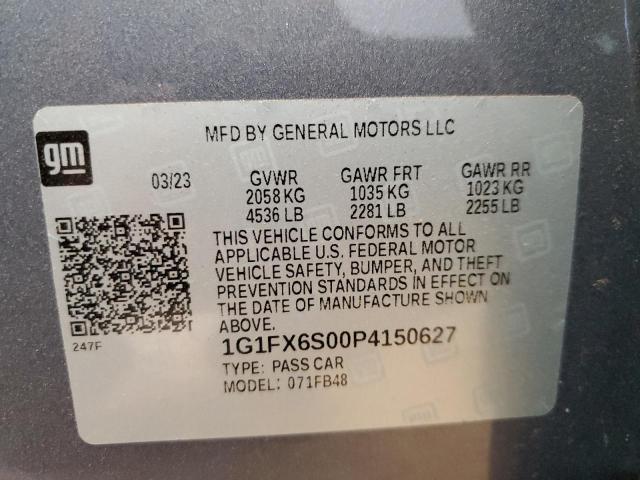 MFD BY GENERAL MOTORS LLC
gm
03/23 GVWR GAWR FRT GAWR RR
2058 KG 1035 KG 1023 KG
4536 LB 2281 LB 2255 LB
THIS VEHICLE CONFORMS TO ALL
APPLICABLE U.S. FEDERAL MOTOR
VEHICLE SAFETY, BUMPER, AND THEFT
PREVENTION STANDARDS IN EFFECT ON
THE DATE OF MANUFACTURE SHOWN
ABOVE.
247F
1G1FX6S00P4150627
TYPE: PASS CAR
MODEL: 071FB48